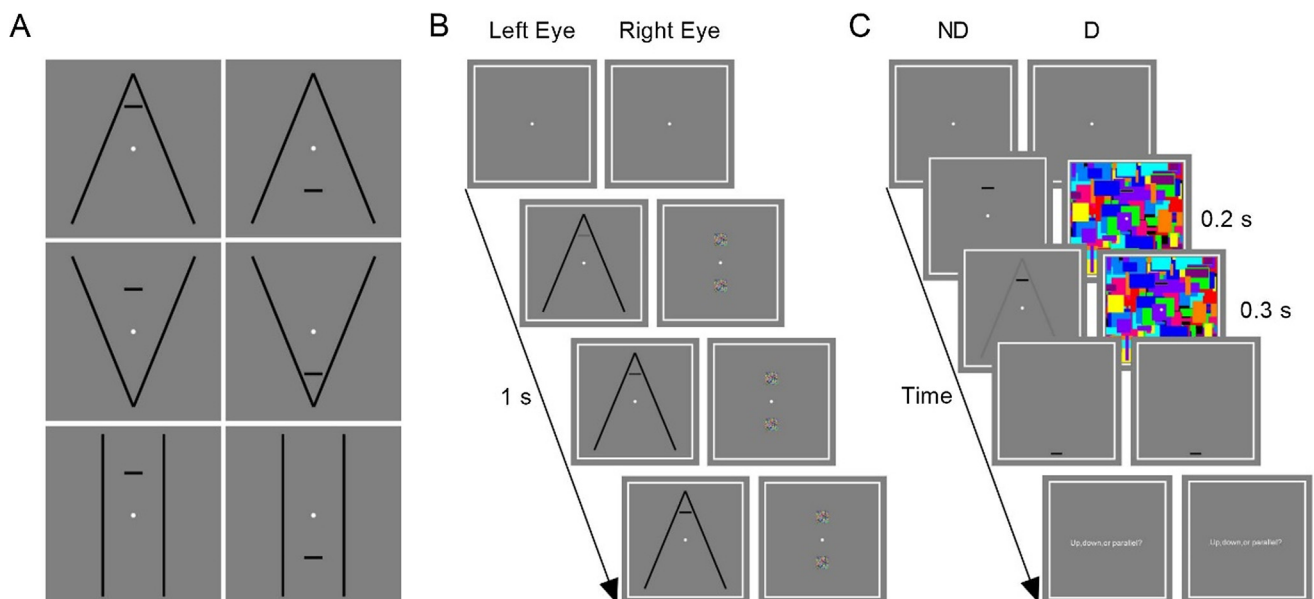 A
B
Left Eye
Right Eye
1 s
C
ND
D
0.2 s
0.3 s
Time
Up,down,or parallel?
Up,down,or parallel?